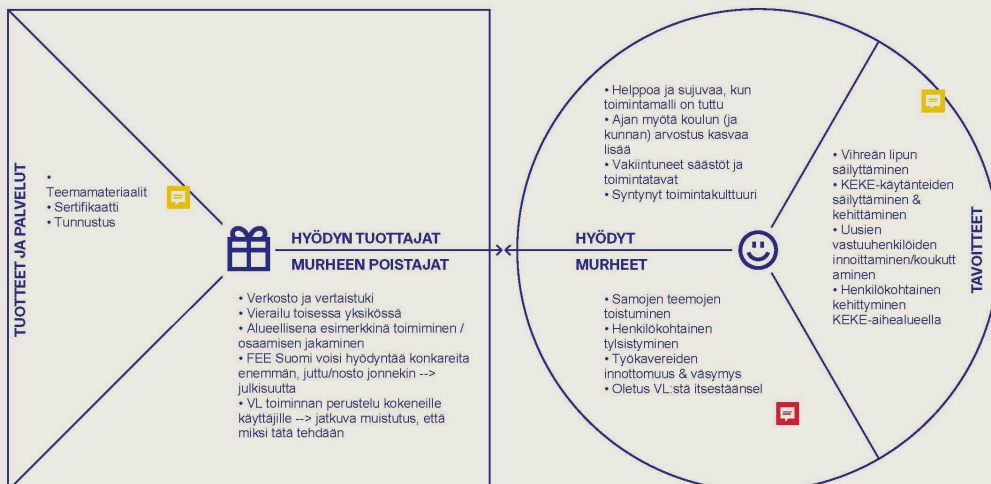 TUOTTEET JA PALVELUT
•
Teemamateriaalit
• Sertifikaatti
• Tunnustus
HYÖDYN TUOTTAJAT
MURHEEN POISTAJAT
• Verkosto ja vertaistuki
• Vierailu toisessa yksikössä
• Alueellisena esimerkkinä toimiminen /
osaamisen jakaminen
• FEE Suomi voisi hyödyntää konkareita
enemmän, juttu/nosto jonnekin -->
julkisuutta
• VL toiminnan perustelu kokeneille
käyttäjille --> jatkuva muistutus, että
miksi tätä tehdään
• Helppoa ja sujuvaa, kun
toimintamalli on tuttu
• Ajan myötä koulun (ja
kunnan) arvostus kasvaa
lisää
• Vakiintuneet säästöt ja
toimintatavat
• Syntynyt toimintakulttuuri
HYÖDYT
MURHEET
• Samojen teemojen
toistuminen
• Henkilökohtainen
tylsistyminen
• Työkavereiden
innottomuus & väsymys
• Oletus VL:stä itsestäänsel
• Vihreän lipun
säilyttäminen
• KEKE-käytänteiden
säilyttäminen &
kehittäminen
• Uusien
vastuuhenkilöiden
innoittaminen/koukutt
aminen
• Henkilökohtainen
kehittyminen
KEKE-aihealueella
TAVOITTEET